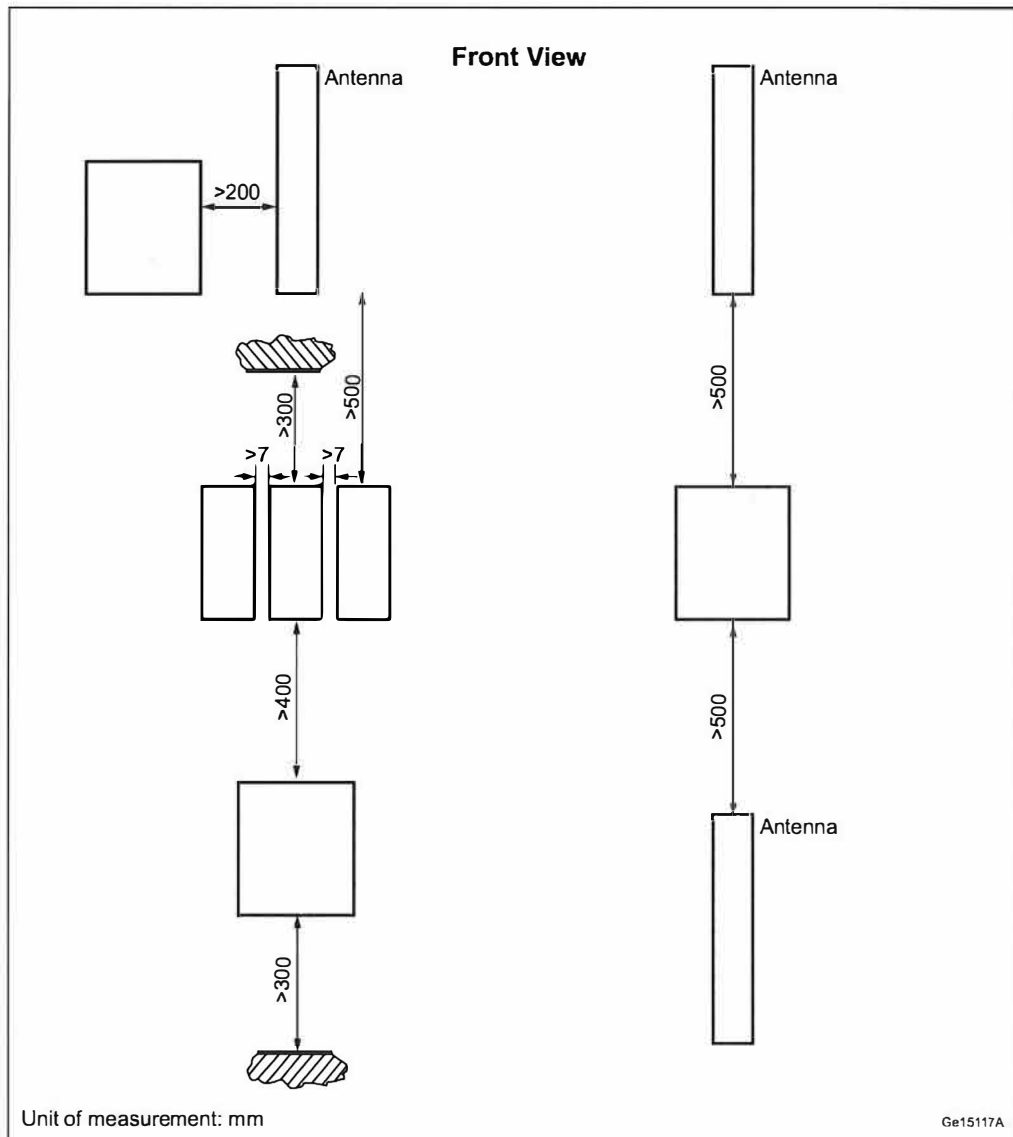 Front View
Antenna
Antenna
>200
>300
>500
>500
>7
>7
>400
>500
Antenna
>300
Unit of measurement: mm
Ge15117A